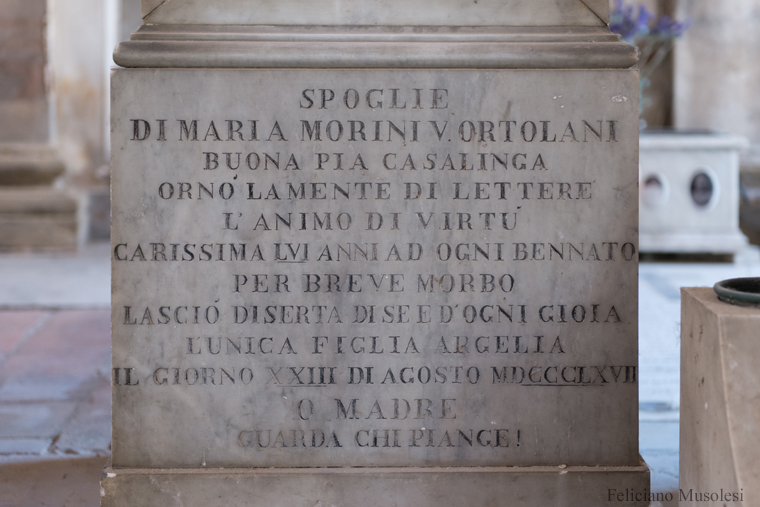 SPOGLIE
DI MARIA MORINI V. ORTOLANI
BUONA PIA CASALINGA
ORNÒ LA MENTE DI LETTERE
L'ANIMO DI VIRTÙ
CARISSIMA LVI ANNI AD OGNI BENNATO
PER BREVE MORBO
LASCIÒ DISERTA DI SE E D'OGNI GIOIA
L'UNICA FIGLIA ARGELIA
IL GIORNO XXIII DI AGOSTO MDCCCLXVII
O MADRE
GUARDA CHI PIANGE!
Feliciano Musolesi